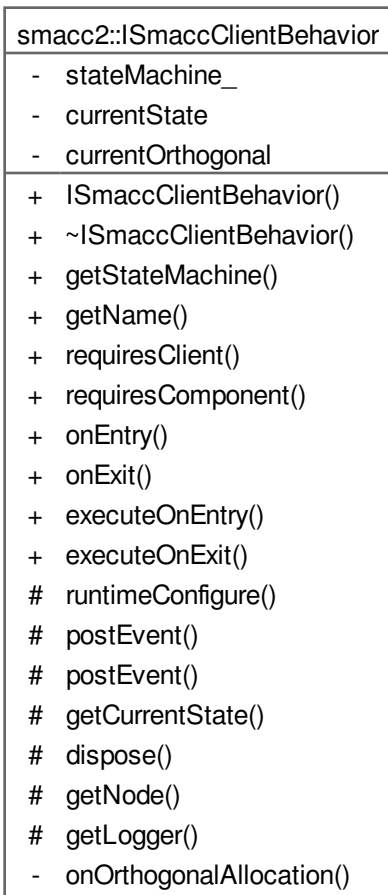 smacc2::ISmaccClientBehavior
- stateMachine_
- currentState
- currentOrthogonal
+ ISmaccClientBehavior()
+ ~ISmaccClientBehavior()
+ getStateMachine()
+ getName()
+ requiresClient()
+ requiresComponent()
+ onEntry()
+ onExit()
+ executeOnEntry()
+ executeOnExit()
# runtimeConfigure()
# postEvent()
# postEvent()
# getCurrentState()
# dispose()
# getNode()
# getLogger()
- onOrthogonalAllocation()